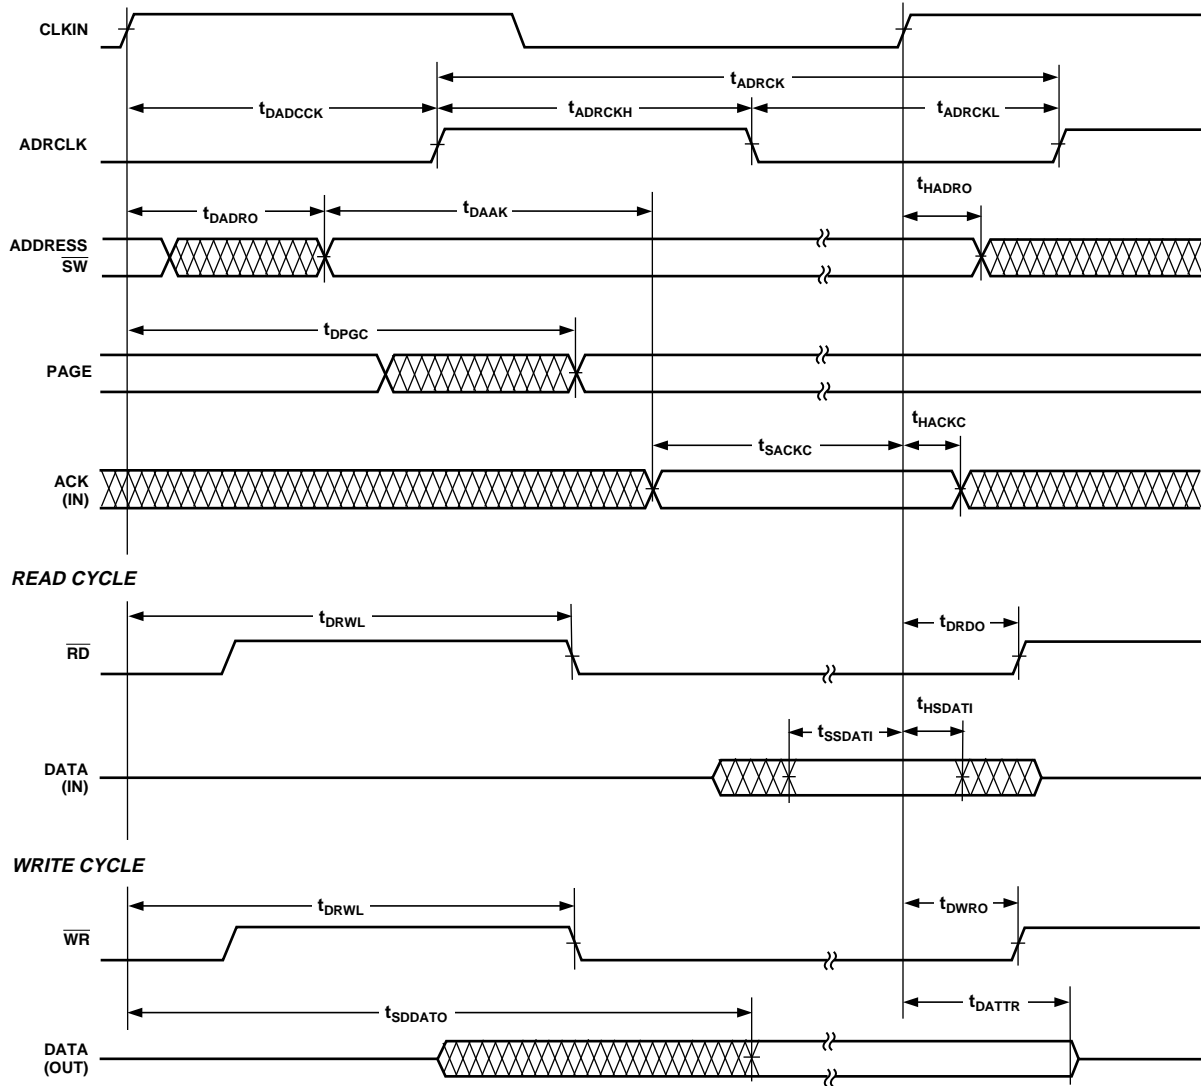 CLKIN
tADRCK
tDADCCK
tADRCKH
tADRCKL
ADRCLK
tHADRO
tDADRO
tDAAK
ADDRESS
SW
tDPGC
PAGE
tHACKC
tSACKC
ACK
(IN)
READ CYCLE
tDRWL
tDRDO
RD
tHSDATI
tSSDATI
DATA
(IN)
WRITE CYCLE
tDRWL
tDWRO
WR
tDATTR
tSDDATO
DATA
(OUT)